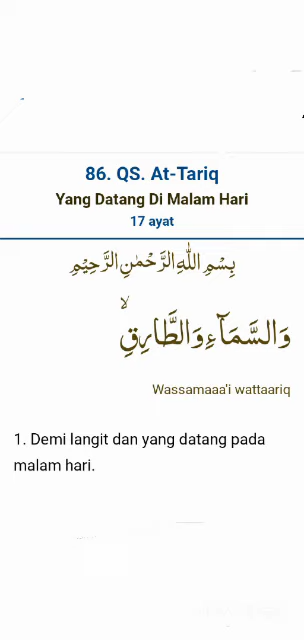 86. QS. At-Tariq
Yang Datang Di Malam Hari
17 ayat
بِسْمِ اللّٰهِ الرَّحْمٰنِ الرَّحِيْمِ
وَالسَّمَاۤءِ وَالطَّارِقِۙ
Wassamaaa'i wattaariq
1. Demi langit dan yang datang pada
malam hari.